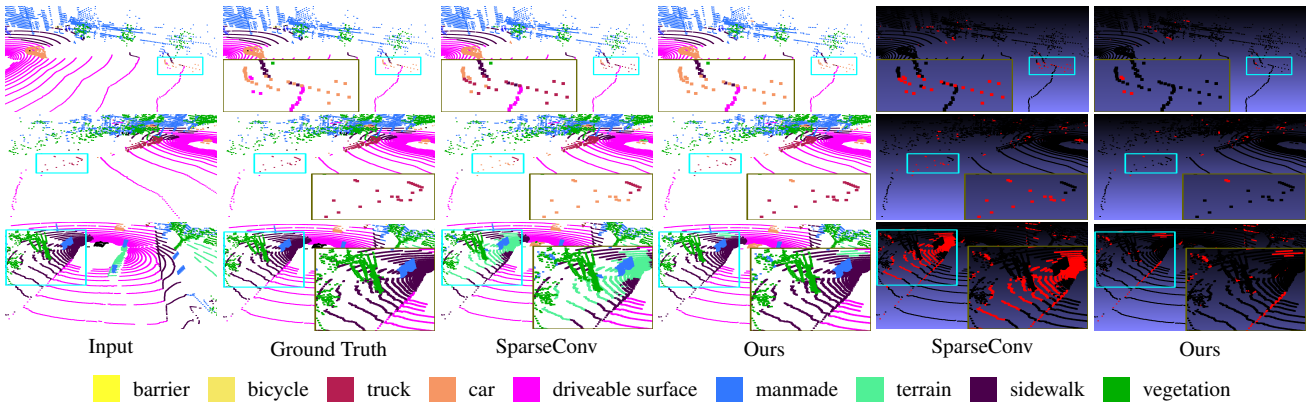 Input Ground Truth SparseConv Ours SparseConv Ours
barrier bicycle truck car driveable surface manmade terrain sidewalk vegetation